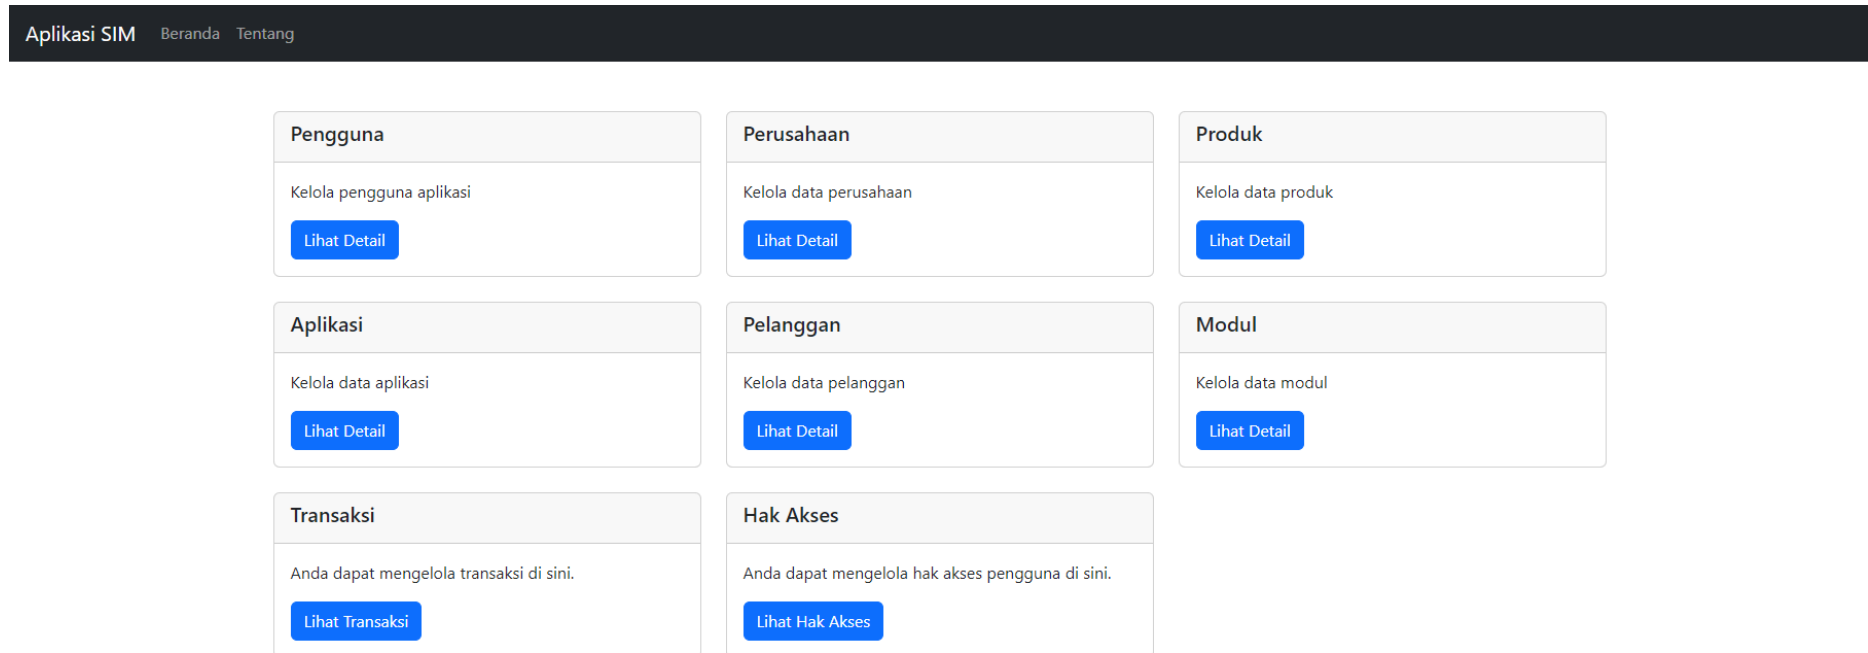 Aplikasi SIM Beranda Tentang
Pengguna
Kelola pengguna aplikasi
Lihat Detail
Perusahaan
Kelola data perusahaan
Lihat Detail
Produk
Kelola data produk
Lihat Detail
Aplikasi
Kelola data aplikasi
Lihat Detail
Pelanggan
Kelola data pelanggan
Lihat Detail
Modul
Kelola data modul
Lihat Detail
Transaksi
Anda dapat mengelola transaksi di sini.
Lihat Transaksi
Hak Akses
Anda dapat mengelola hak akses pengguna di sini.
Lihat Hak Akses